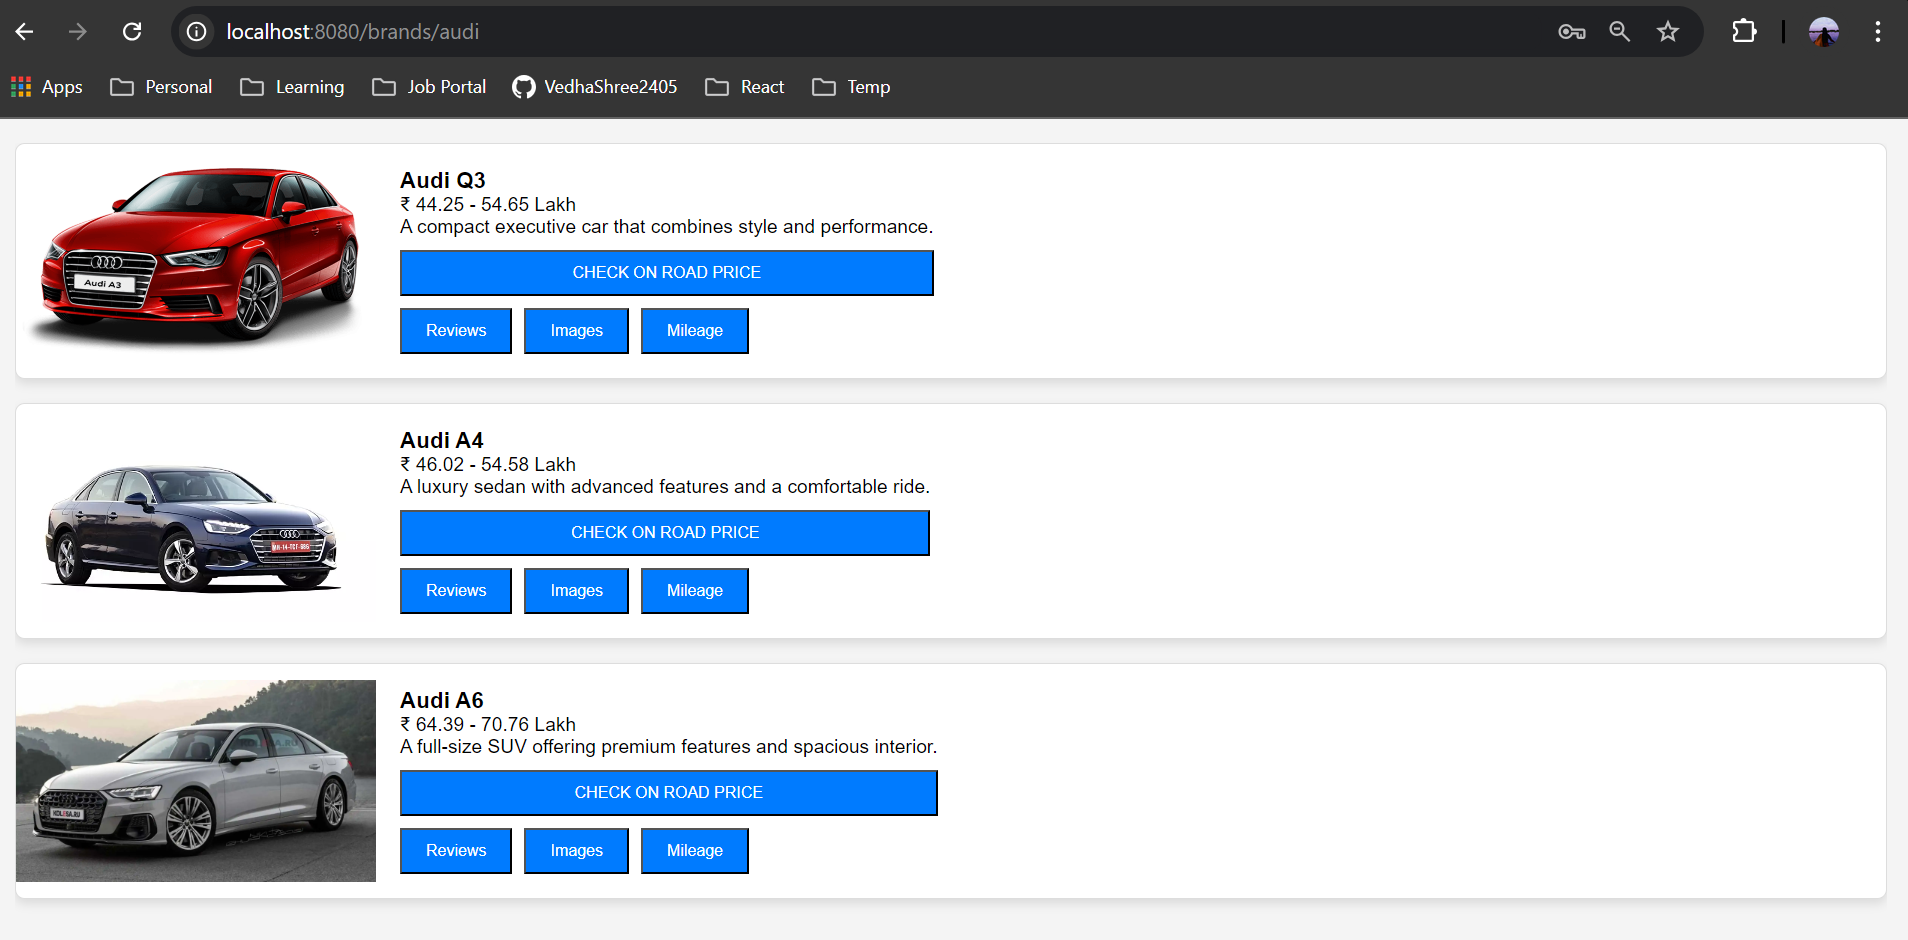 localhost:8080/brands/audi
Apps Personal Learning Job Portal VedhaShree2405 React Temp
Audi Q3
₹ 44.25 - 54.65 Lakh
A compact executive car that combines style and performance.
CHECK ON ROAD PRICE
Reviews Images Mileage
Audi A3
Audi A4
₹ 46.02 - 54.58 Lakh
A luxury sedan with advanced features and a comfortable ride.
CHECK ON ROAD PRICE
Reviews Images Mileage
Audi A6
₹ 64.39 - 70.76 Lakh
A full-size SUV offering premium features and spacious interior.
CHECK ON ROAD PRICE
Reviews Images Mileage
KOLESA.RU
KOLESA.RU